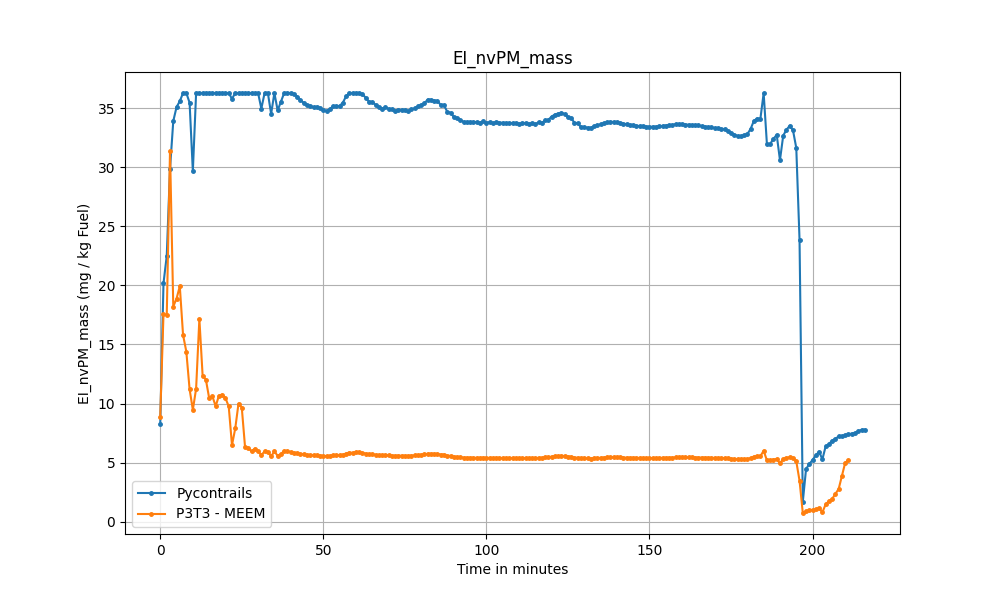 EI_nvPM_mass
EI_nvPM_mass (mg / kg Fuel)
35
30
25
20
15
10
5
0
Pycontrails
P3T3 - MEEM
0 50 100 150 200
Time in minutes